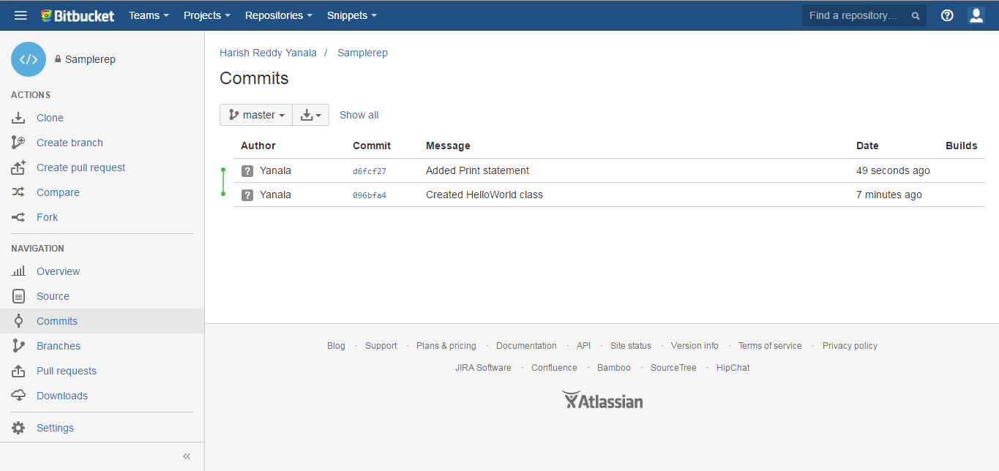 Bitbucket Teams Projects Repositories Snippets Find a repository… 
Samplerep
ACTIONS
Clone
Create branch
Create pull request
Compare
Fork
NAVIGATION
Overview
Source
Commits
Branches
Pull requests
Downloads
Settings
Harish Reddy Yanala / Samplerep
Commits
master Show all
Author Commit Message Date Builds
? Yanala d6fcf27 Added Print statement 49 seconds ago
? Yanala 096bfa4 Created HelloWorld class 7 minutes ago
Blog · Support · Plans & pricing · Documentation · API · Site status · Version info · Terms of service · Privacy policy
JIRA Software · Confluence · Bamboo · SourceTree · HipChat
Atlassian